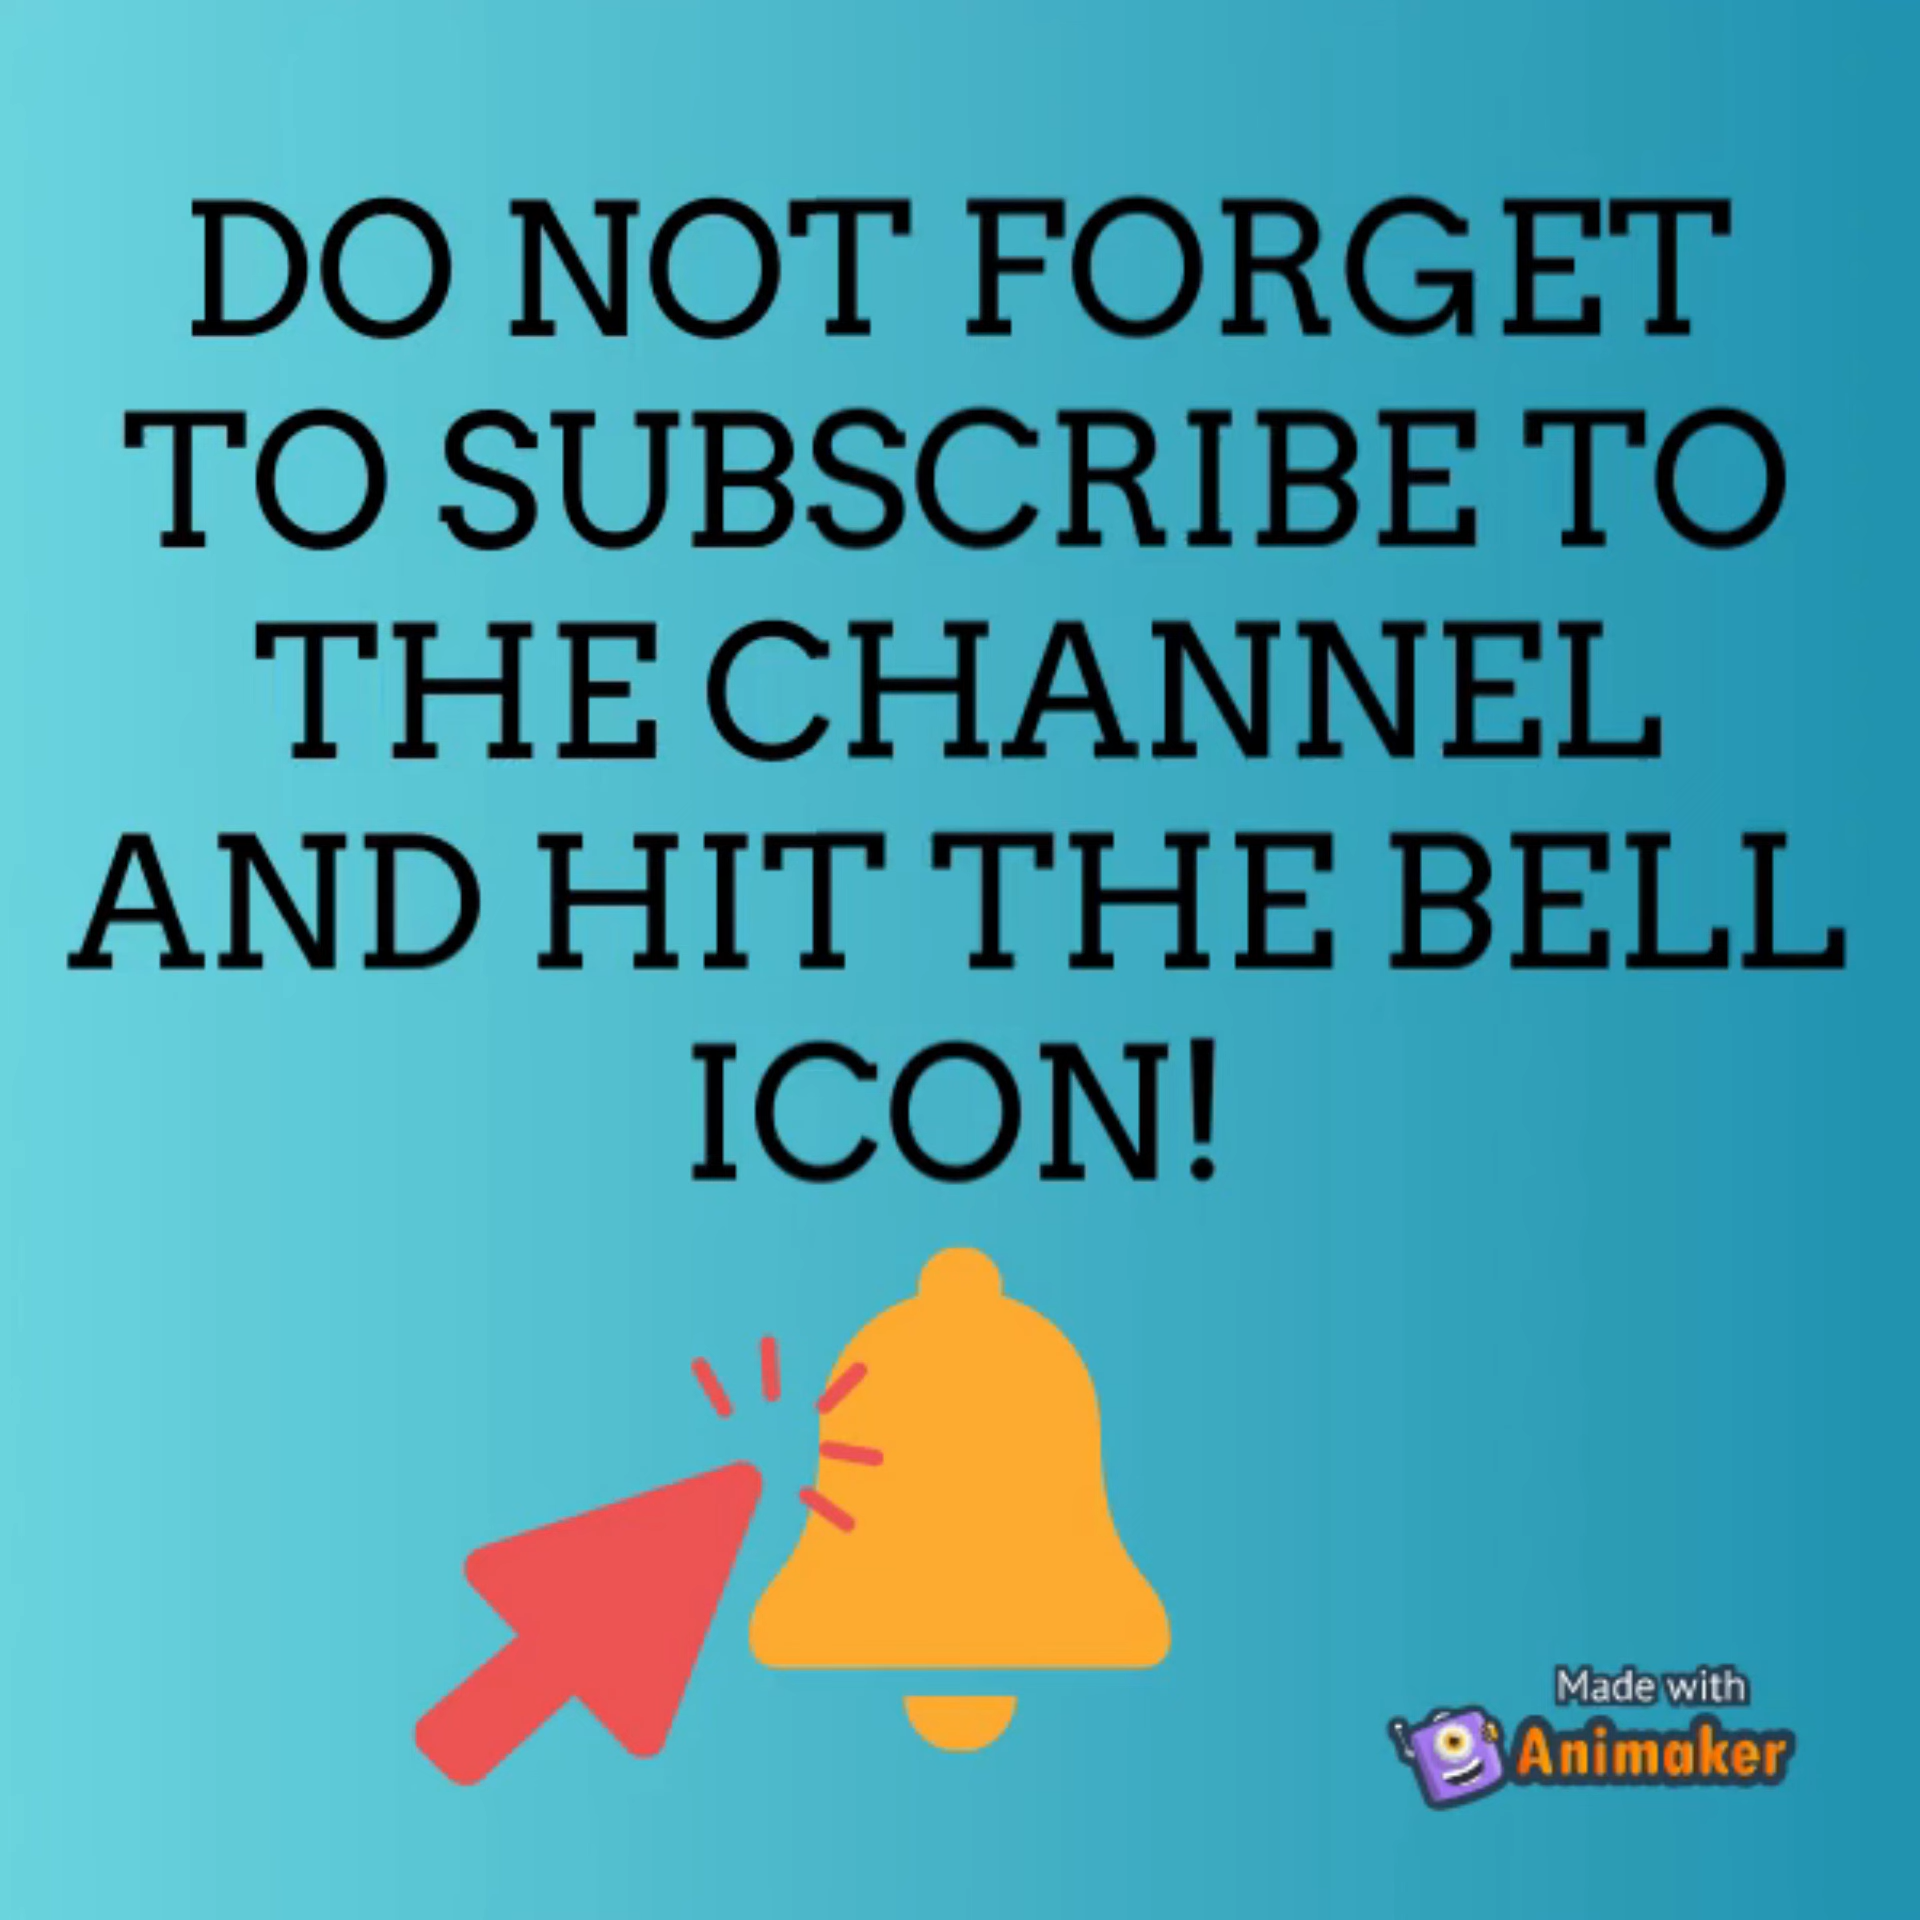 DO NOT FORGET
TO SUBSCRIBE TO
THE CHANNEL
AND HIT THE BELL
ICON!
Made with
Animaker